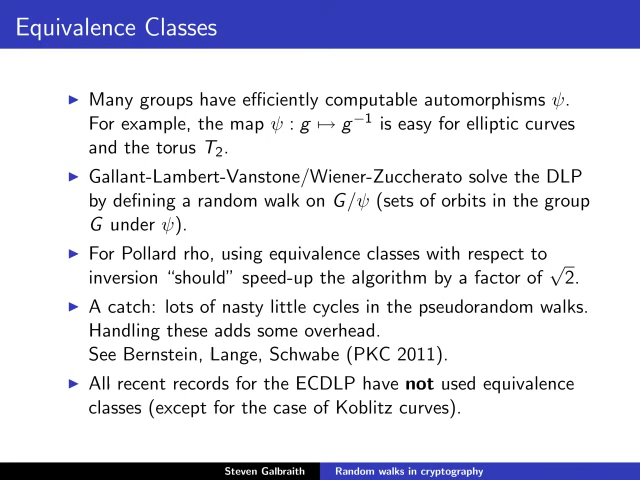 Equivalence Classes
▶ Many groups have efficiently computable automorphisms ψ.
For example, the map ψ : g ↦ g⁻¹ is easy for elliptic curves
and the torus T₂.
▶ Gallant-Lambert-Vanstone/Wiener-Zuccherato solve the DLP
by defining a random walk on G/ψ (sets of orbits in the group
G under ψ).
▶ For Pollard rho, using equivalence classes with respect to
inversion “should” speed-up the algorithm by a factor of √2.
▶ A catch: lots of nasty little cycles in the pseudorandom walks.
Handling these adds some overhead.
See Bernstein, Lange, Schwabe (PKC 2011).
▶ All recent records for the ECDLP have not used equivalence
classes (except for the case of Koblitz curves).
Steven Galbraith Random walks in cryptography